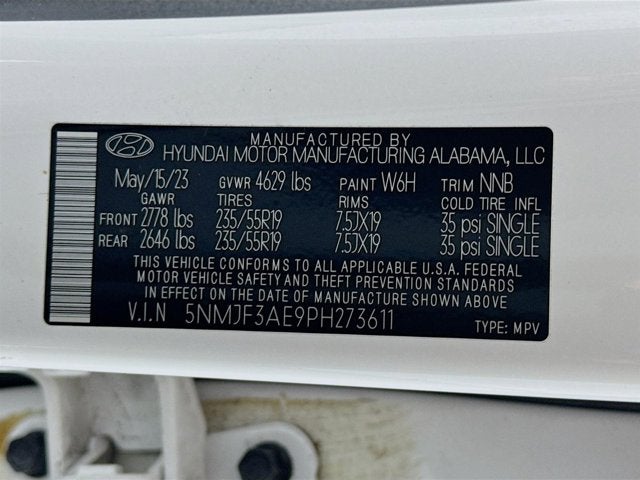 MANUFACTURED BY
HYUNDAI MOTOR MANUFACTURING ALABAMA, LLC
May/15/23 GVWR 4629 lbs PAINT W6H TRIM NNB
GAWR TIRES RIMS COLD TIRE INFL
FRONT 2778 lbs 235/55R19 7.5JX19 35 psi SINGLE
REAR 2646 lbs 235/55R19 7.5JX19 35 psi SINGLE
THIS VEHICLE CONFORMS TO ALL APPLICABLE U.S.A. FEDERAL
MOTOR VEHICLE SAFETY AND THEFT PREVENTION STANDARDS
IN EFFECT ON THE DATE OF MANUFACTURE SHOWN ABOVE.
V.I.N 5NMJF3AE9PH273611 TYPE: MPV